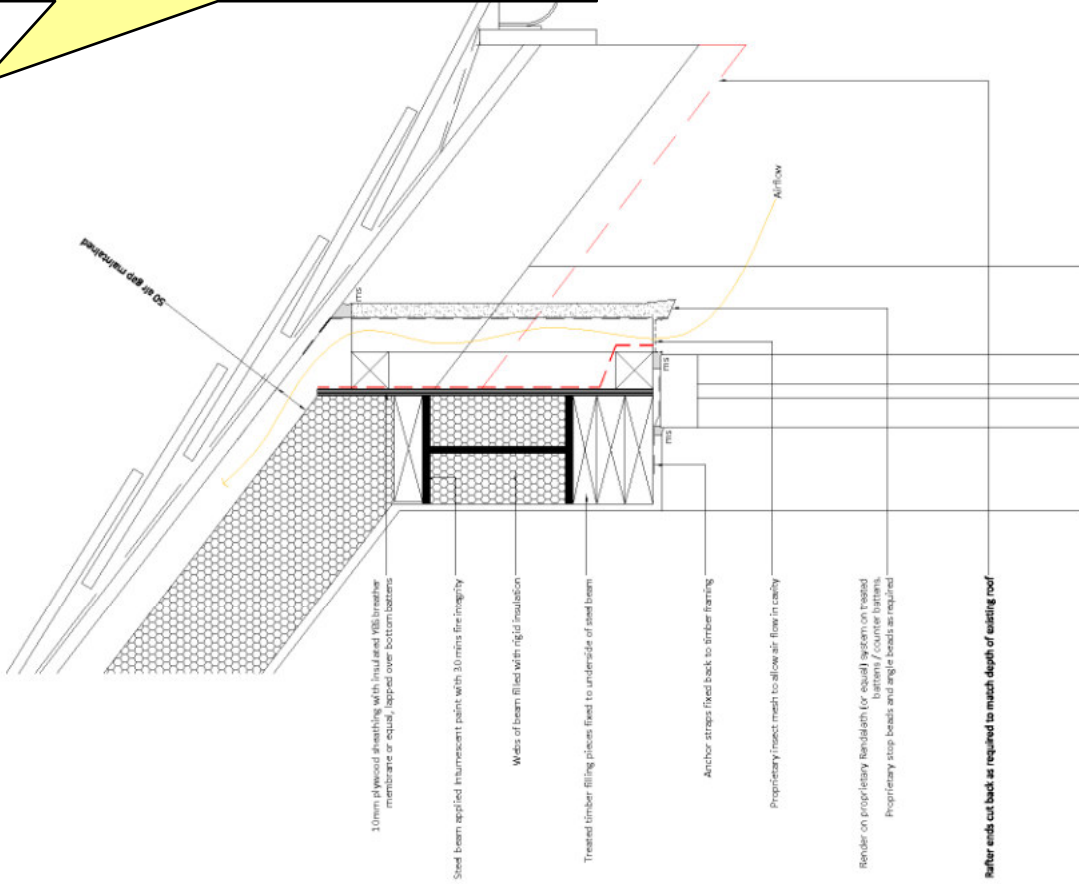 50 air gap maintained
Airflow
ms
ms
ms
10mm plywood sheathing with insulated breather
membrane or equal, lapped over bottom battens
Steel beam applied Intumescent paint with 30 mins fire integrity
Webs of beam filled with rigid insulation
Treated timber filling pieces fixed to underside of steel beam
Anchor straps fixed back to timber framing
Proprietary insect mesh to allow air flow in cavity
Render on proprietary Rendalath (or equal) system on treated
battens / counter battens.
Proprietary stop beads and angle beads as required
Rafter ends cut back as required to match depth of existing roof